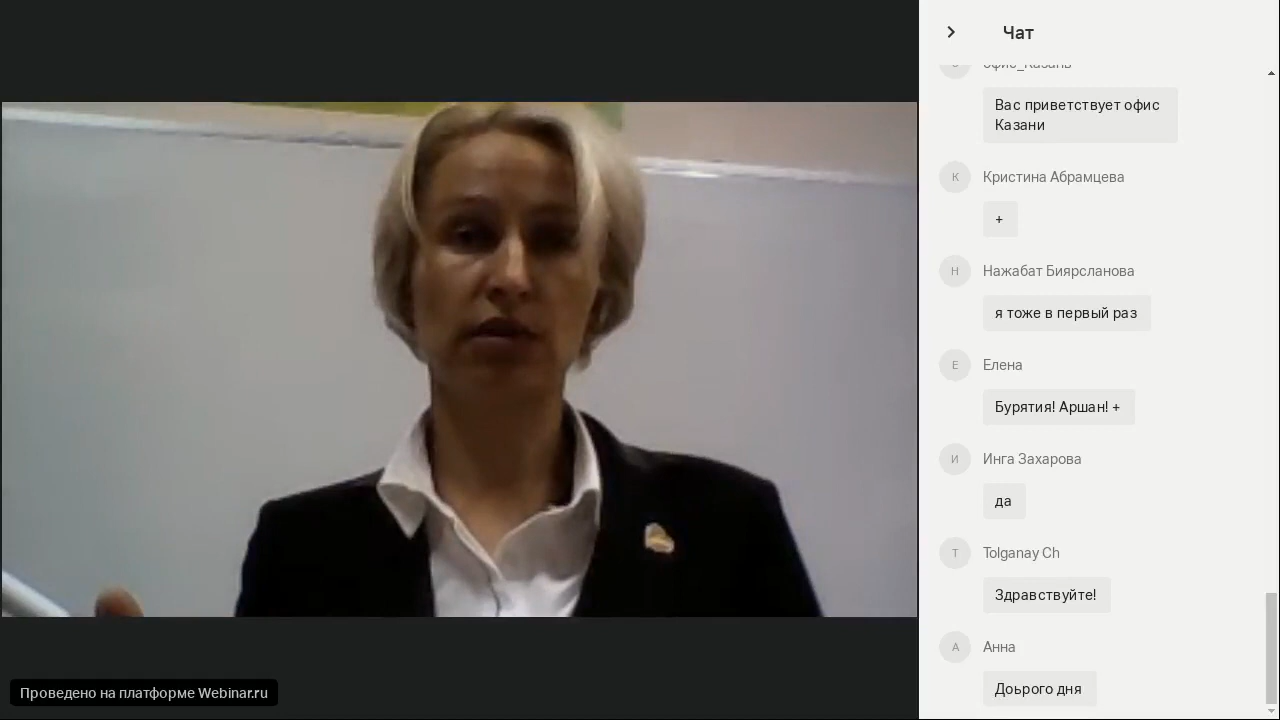 Чат
офис_Казань
Вас приветствует офис
Казани
К
Кристина Абрамцева
+
Н
Нажабат Биярсланова
я тоже в первый раз
Е
Елена
Бурятия! Аршан! +
И
Инга Захарова
да
T
Tolganay Ch
Здравствуйте!
А
Анна
Доьрого дня
Проведено на платформе Webinar.ru